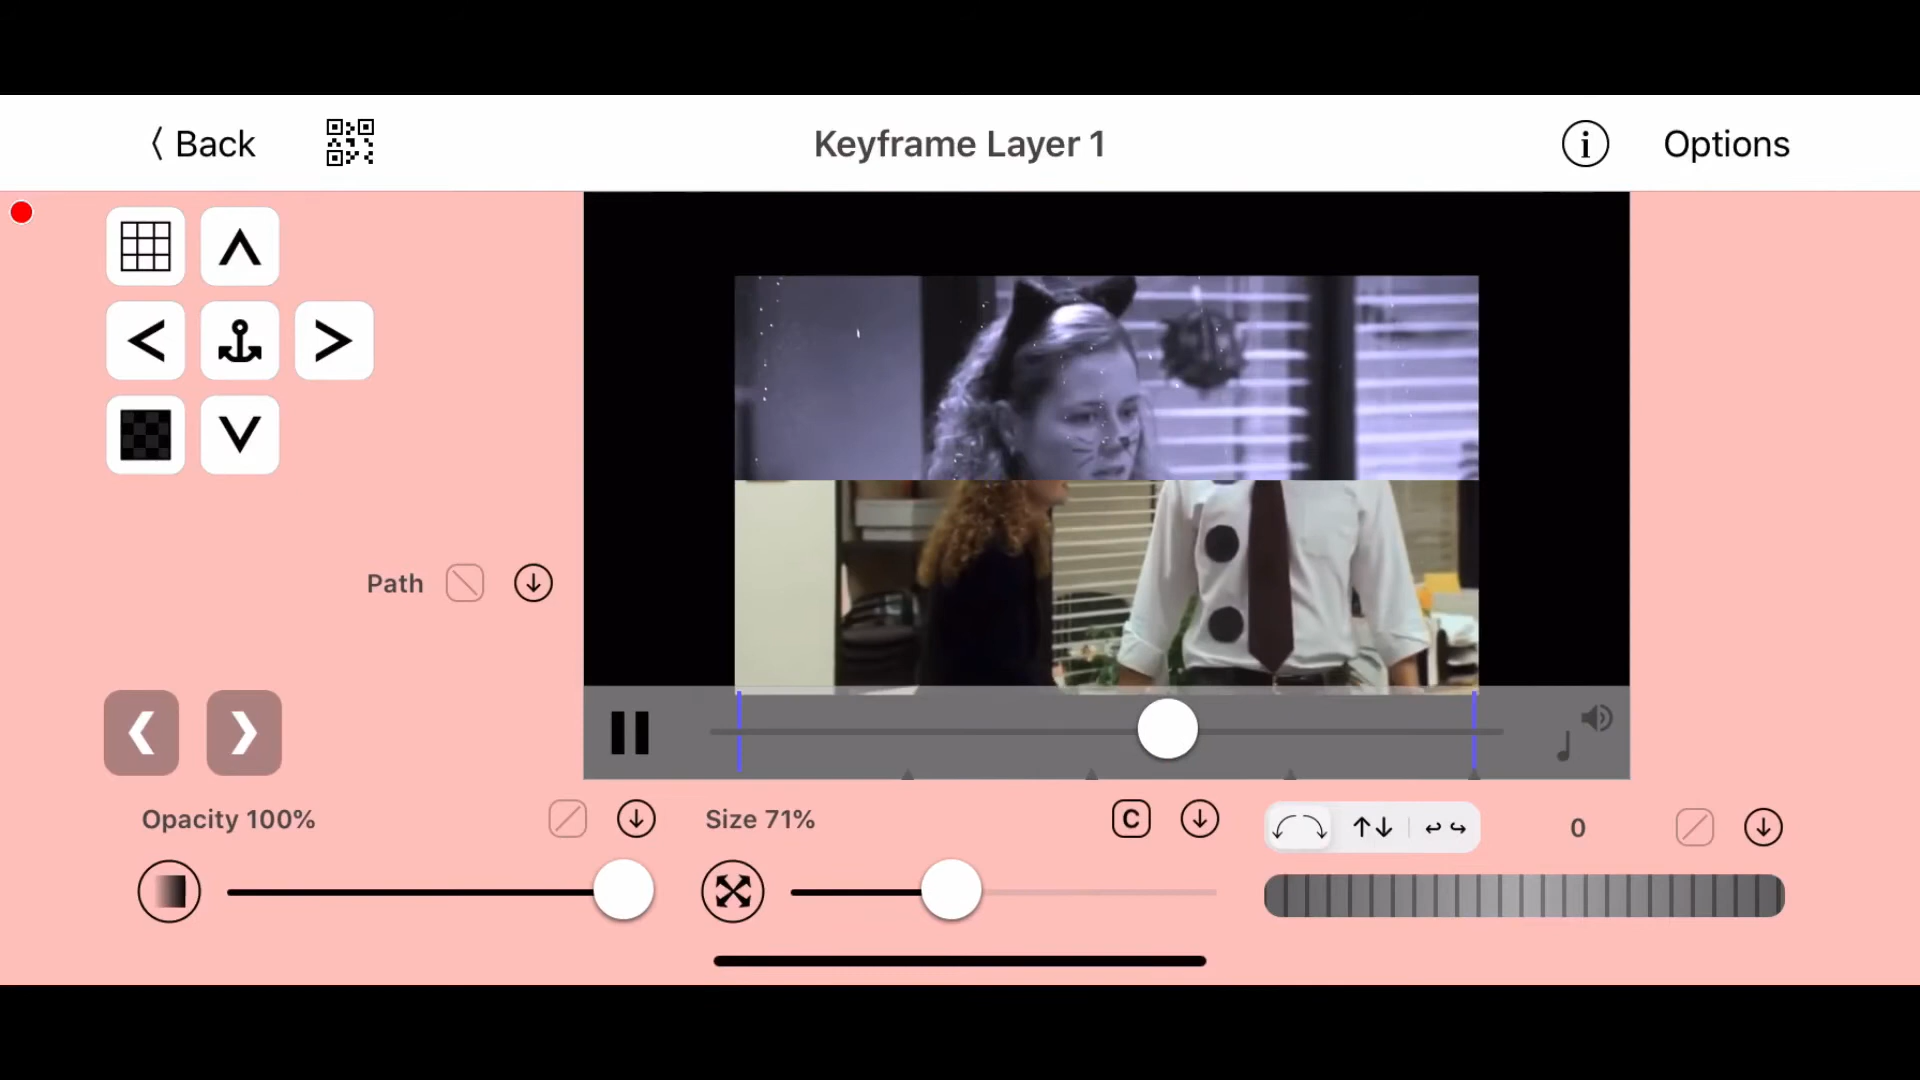 Back
Keyframe Layer 1
Options
Path
Opacity 100%
Size 71%
C
0